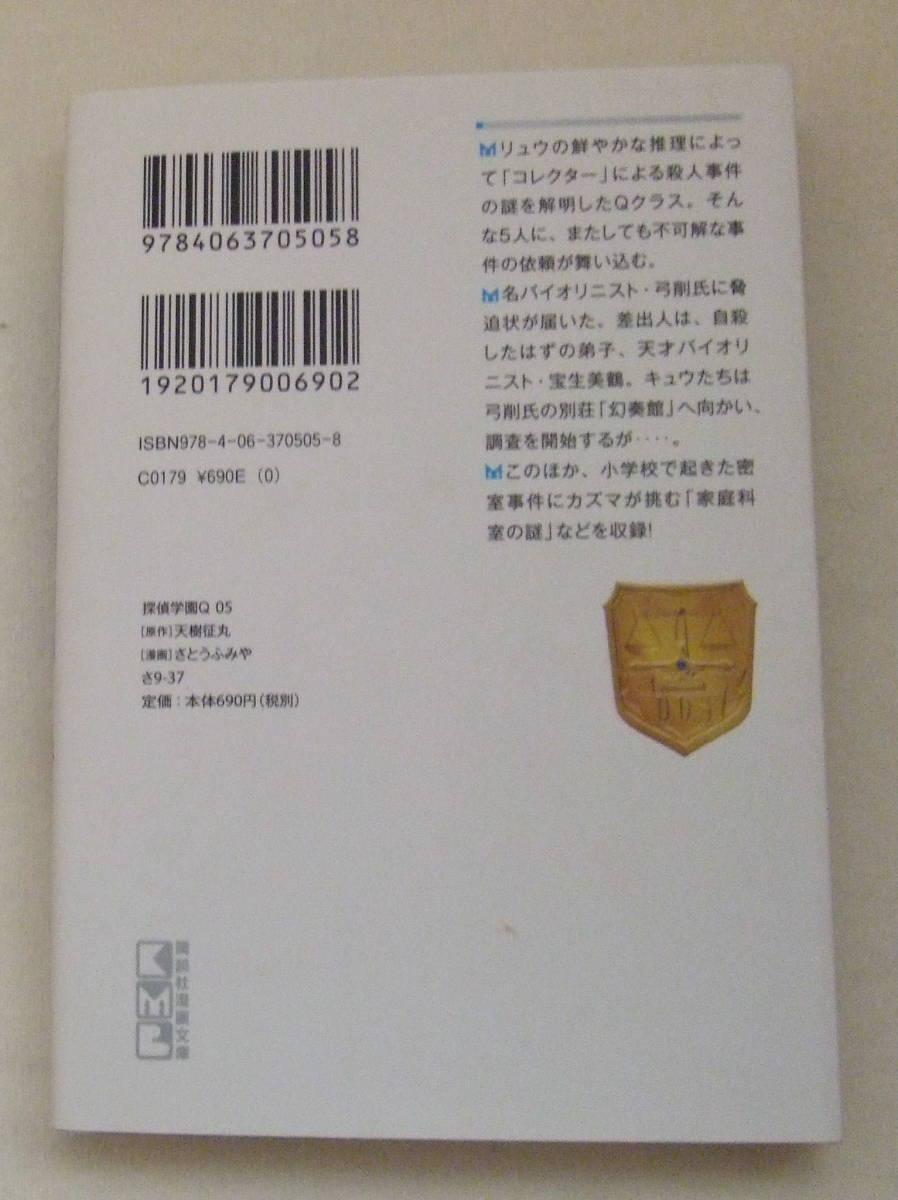 9784063705058
1920179006902
ISBN978-4-06-370505-8
C0179 ¥690E (0)
リュウの鮮やかな推理によっ
て「コレクター」による殺人事件
の謎を解明したQクラス。そん
な5人に、またしても不可解な事
件の依頼が舞い込む。
名バイオリニスト・弓削氏に脅
迫状が届いた。差出人は、自殺
したはずの弟子、天才バイオリ
ニスト・宝生美鶴。キュウたちは
弓削氏の別荘「幻奏館」へ向かい、
調査を開始するが‥‥。
このほか、小学校で起きた密
室事件にカズマが挑む「家庭科
室の謎」などを収録!
探偵学園Q 05
[原作]天樹征丸
[漫画]さとうふみや
さ9-37
定価:本体690円(税別)
KMB
講談社漫画文庫